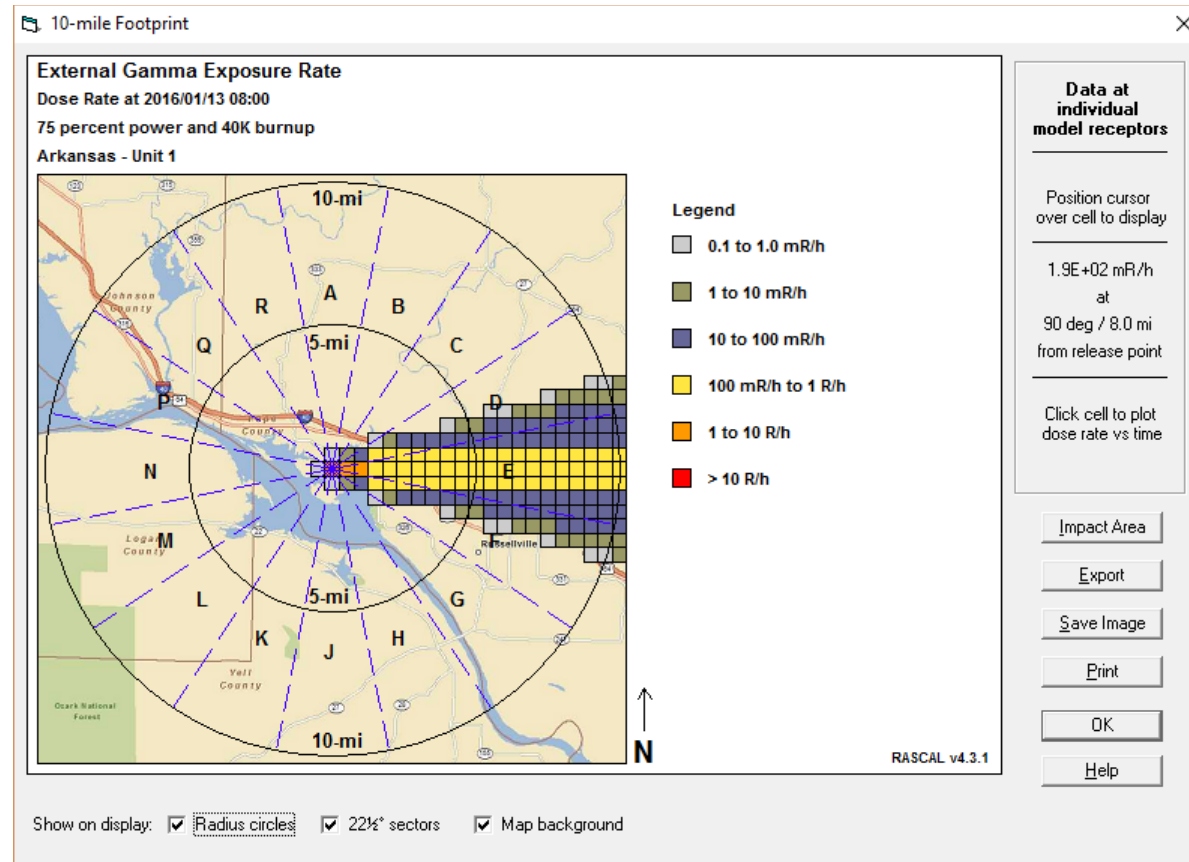 10-mile Footprint
External Gamma Exposure Rate
Dose Rate at 2016/01/13 08:00
75 percent power and 40K burnup
Arkansas - Unit 1
10-mi
Johnson
County
R
A
B
Q
5-mi
C
P
D
County
N
E
Logan
County
M
F
Russellville
L
5-mi
G
K
J
H
Yell
County
Ozark National
Forest
10-mi
N
Legend
0.1 to 1.0 mR/h
1 to 10 mR/h
10 to 100 mR/h
100 mR/h to 1 R/h
1 to 10 R/h
> 10 R/h
RASCAL v4.3.1
Data at
individual
model receptors
Position cursor
over cell to display
1.9E+02 mR/h
at
90 deg / 8.0 mi
from release point
Click cell to plot
dose rate vs time
Impact Area
Export
Save Image
Print
OK
Help
Show on display: Radius circles 22½° sectors Map background